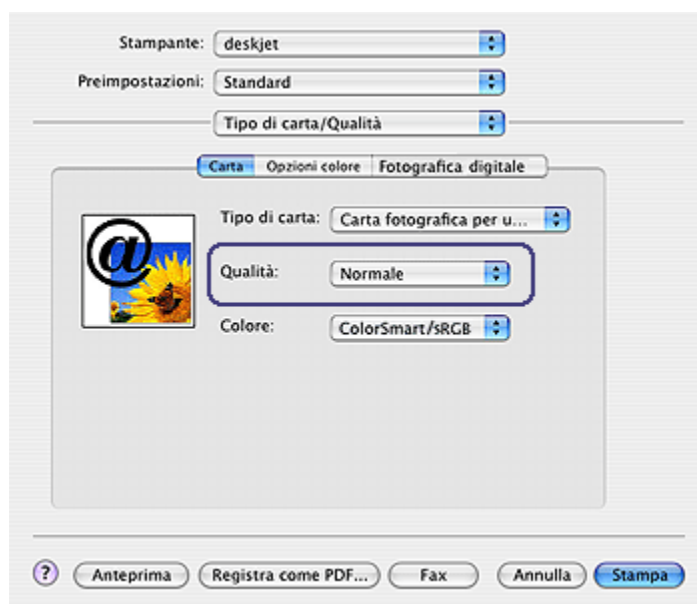 Stampante: deskjet
Preimpostazioni: Standard
Tipo di carta/Qualità
Carta Opzioni colore Fotografica digitale
Tipo di carta: Carta fotografica per u...
@
Qualità: Normale
Colore: ColorSmart/sRGB
? Anteprima Registra come PDF... Fax Annulla Stampa